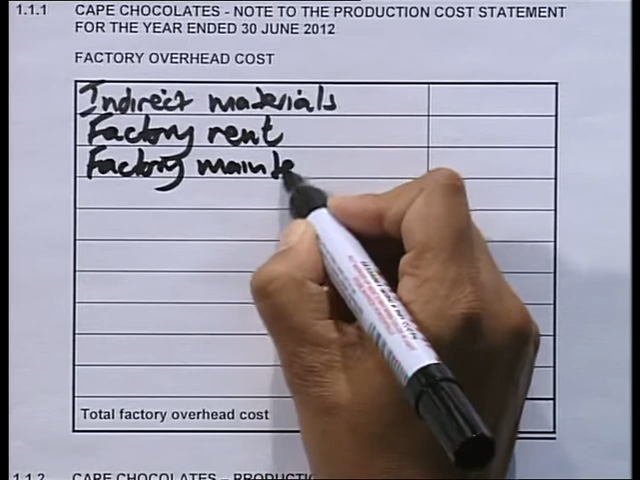 1.1.1 CAPE CHOCOLATES - NOTE TO THE PRODUCTION COST STATEMENT
FOR THE YEAR ENDED 30 JUNE 2012
FACTORY OVERHEAD COST
Indirect materials
Factory rent
Factory mainte
Total factory overhead cost
1.1.2 CAPE CHOCOLATES –